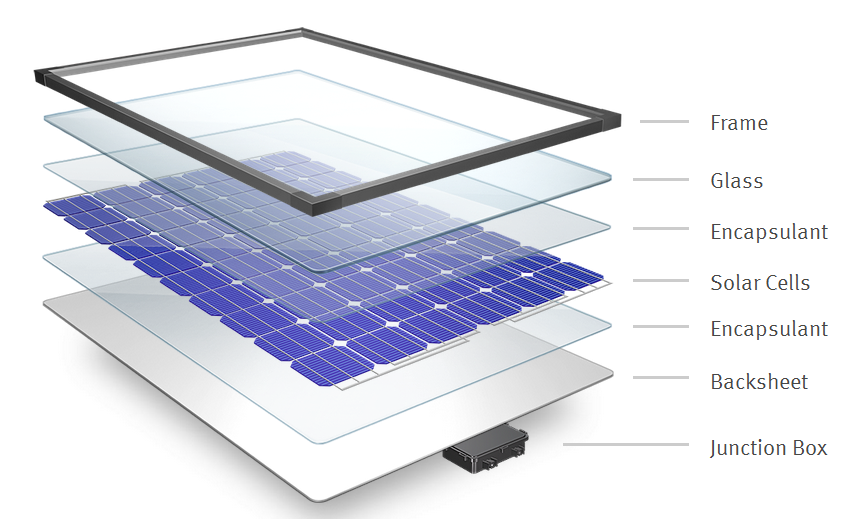 Frame
Glass
Encapsulant
Solar Cells
Encapsulant
Backsheet
Junction Box